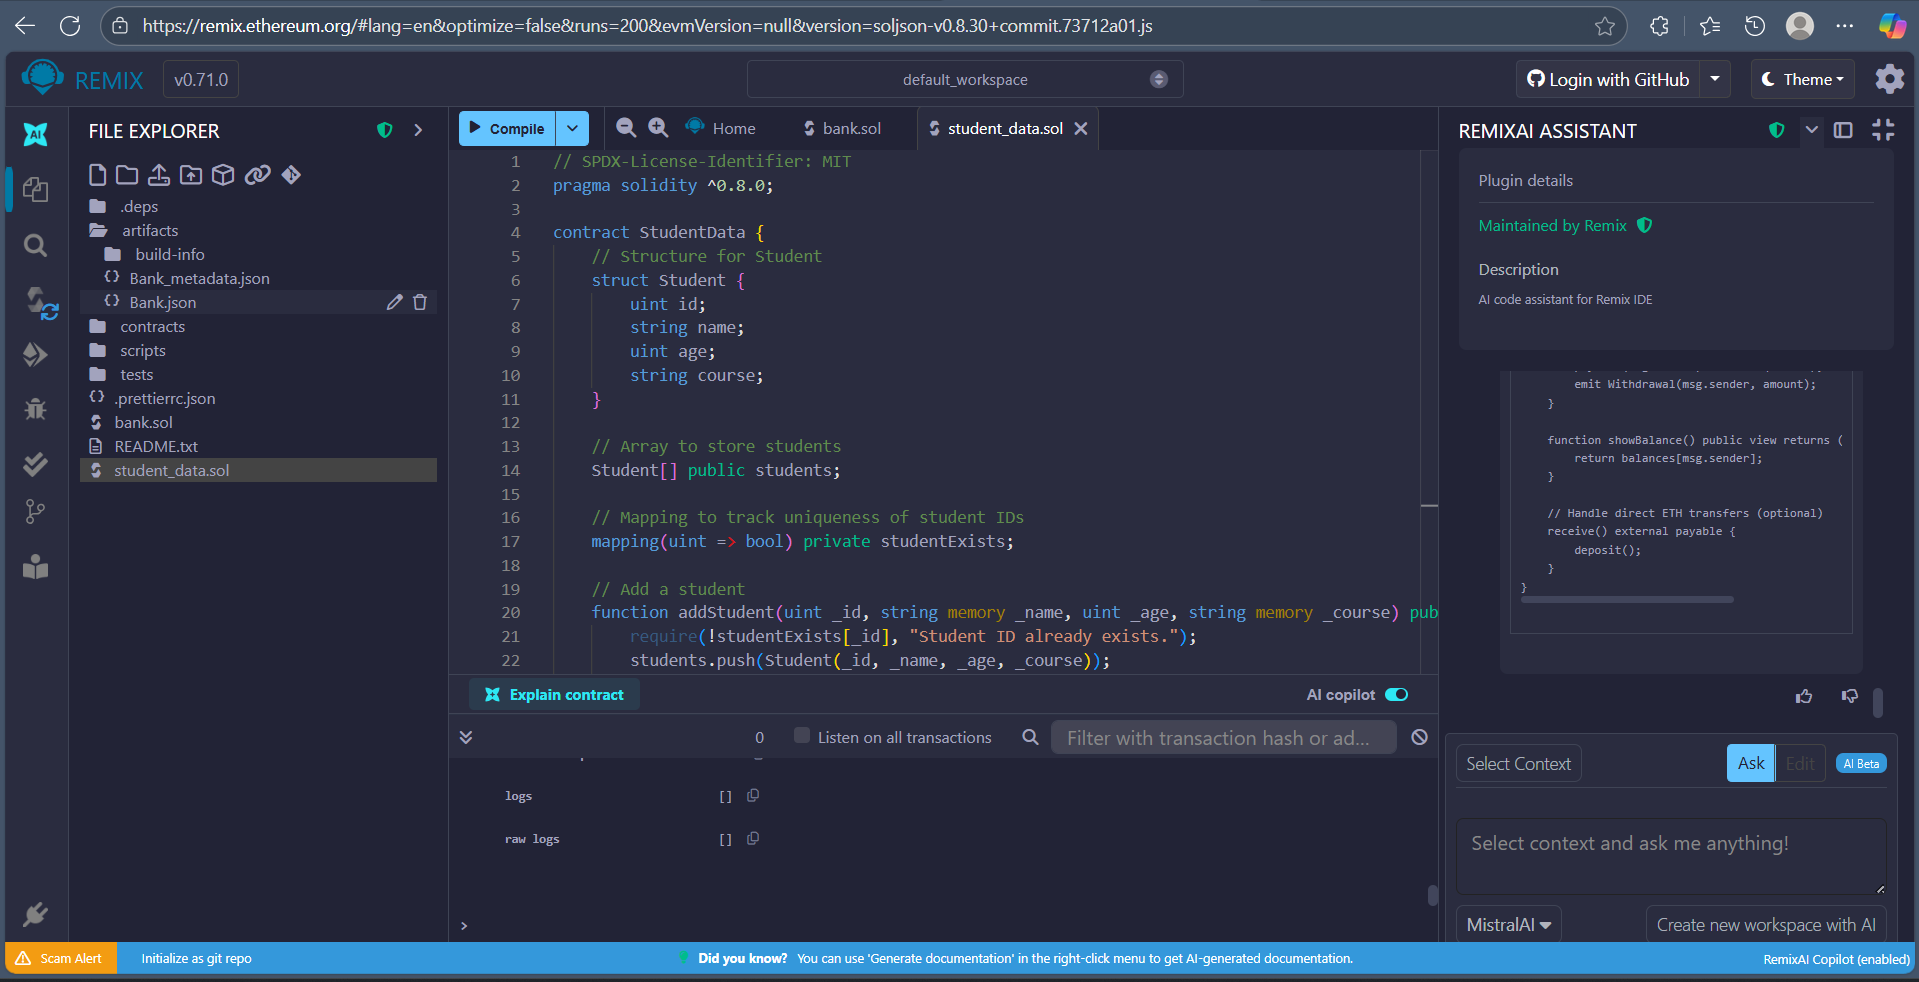 https://remix.ethereum.org/#lang=en&optimize=false&runs=200&evmVersion=null&version=soljson-v0.8.30+commit.73712a01.js
REMIX
v0.71.0
default_workspace
Login with GitHub
Theme
AI
FILE EXPLORER
.deps
artifacts
build-info
Bank_metadata.json
Bank.json
contracts
scripts
tests
.prettierrc.json
bank.sol
README.txt
student_data.sol
Compile
Home
bank.sol
student_data.sol
1 // SPDX-License-Identifier: MIT
2 pragma solidity ^0.8.0;
3
4 contract StudentData {
5 // Structure for Student
6 struct Student {
7 uint id;
8 string name;
9 uint age;
10 string course;
11 }
12
13 // Array to store students
14 Student[] public students;
15
16 // Mapping to track uniqueness of student IDs
17 mapping(uint => bool) private studentExists;
18
19 // Add a student
20 function addStudent(uint _id, string memory _name, uint _age, string memory _course) pub
21 require(!studentExists[_id], "Student ID already exists.");
22 students.push(Student(_id, _name, _age, _course));
Explain contract
AI copilot
0
Listen on all transactions
Filter with transaction hash or ad...
logs []
raw logs []
>
REMIXAI ASSISTANT
Plugin details
Maintained by Remix
Description
AI code assistant for Remix IDE
emit Withdrawal(msg.sender, amount);
}
function showBalance() public view returns (
return balances[msg.sender];
}
// Handle direct ETH transfers (optional)
receive() external payable {
deposit();
}
}
Select Context
Ask
Edit
AI Beta
Select context and ask me anything!
MistralAI
Create new workspace with AI
Scam Alert
Initialize as git repo
Did you know? You can use 'Generate documentation' in the right-click menu to get AI-generated documentation.
RemixAI Copilot (enabled)